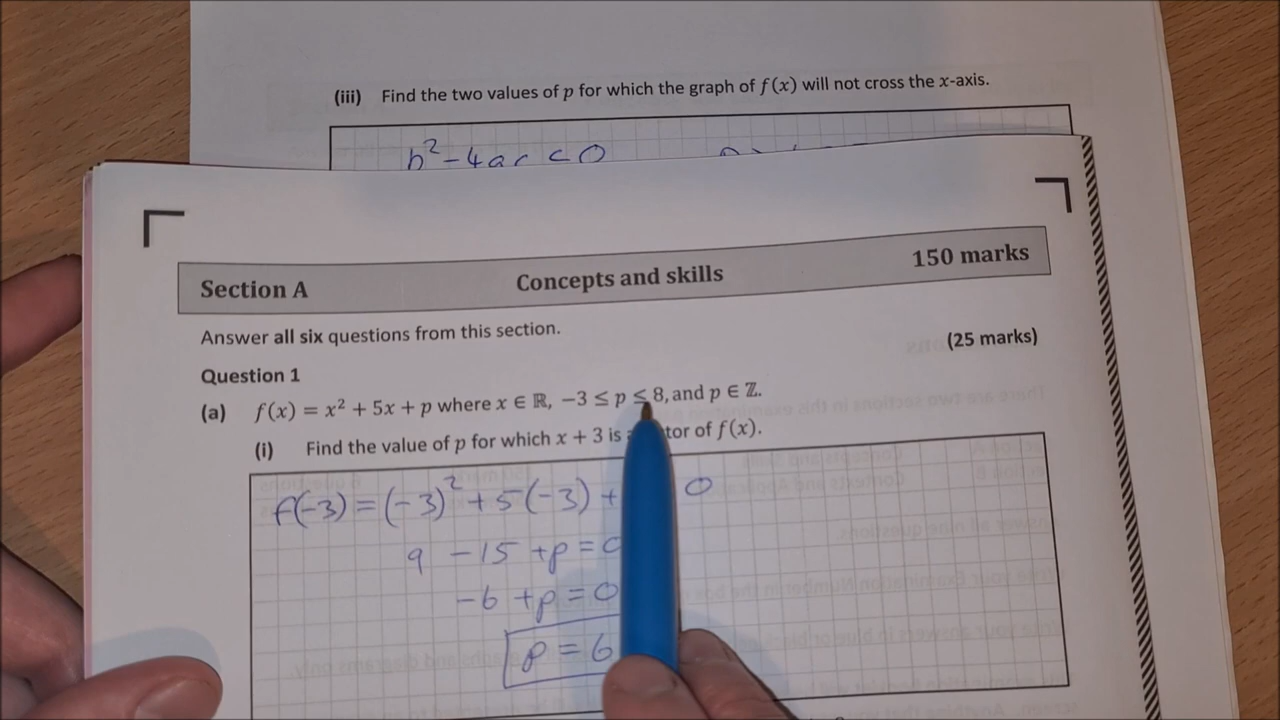 (iii) Find the two values of p for which the graph of f(x) will not cross the x-axis.
b² - 4ac < 0
Section A Concepts and skills 150 marks
Answer all six questions from this section.
(25 marks)
Question 1
(a) f(x) = x² + 5x + p where x ∈ ℝ, −3 ≤ p ≤ 8, and p ∈ ℤ.
(i) Find the value of p for which x + 3 is a factor of f(x).
f(-3) = (-3)² + 5(-3) + 0
9 - 15 + p = 0
-6 + p = 0
p = 6